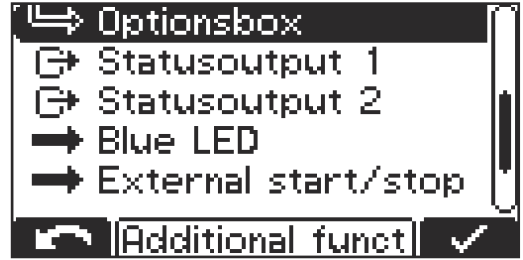 Optionsbox
Statusoutput 1
Statusoutput 2
Blue LED
External start/stop
Additional funct